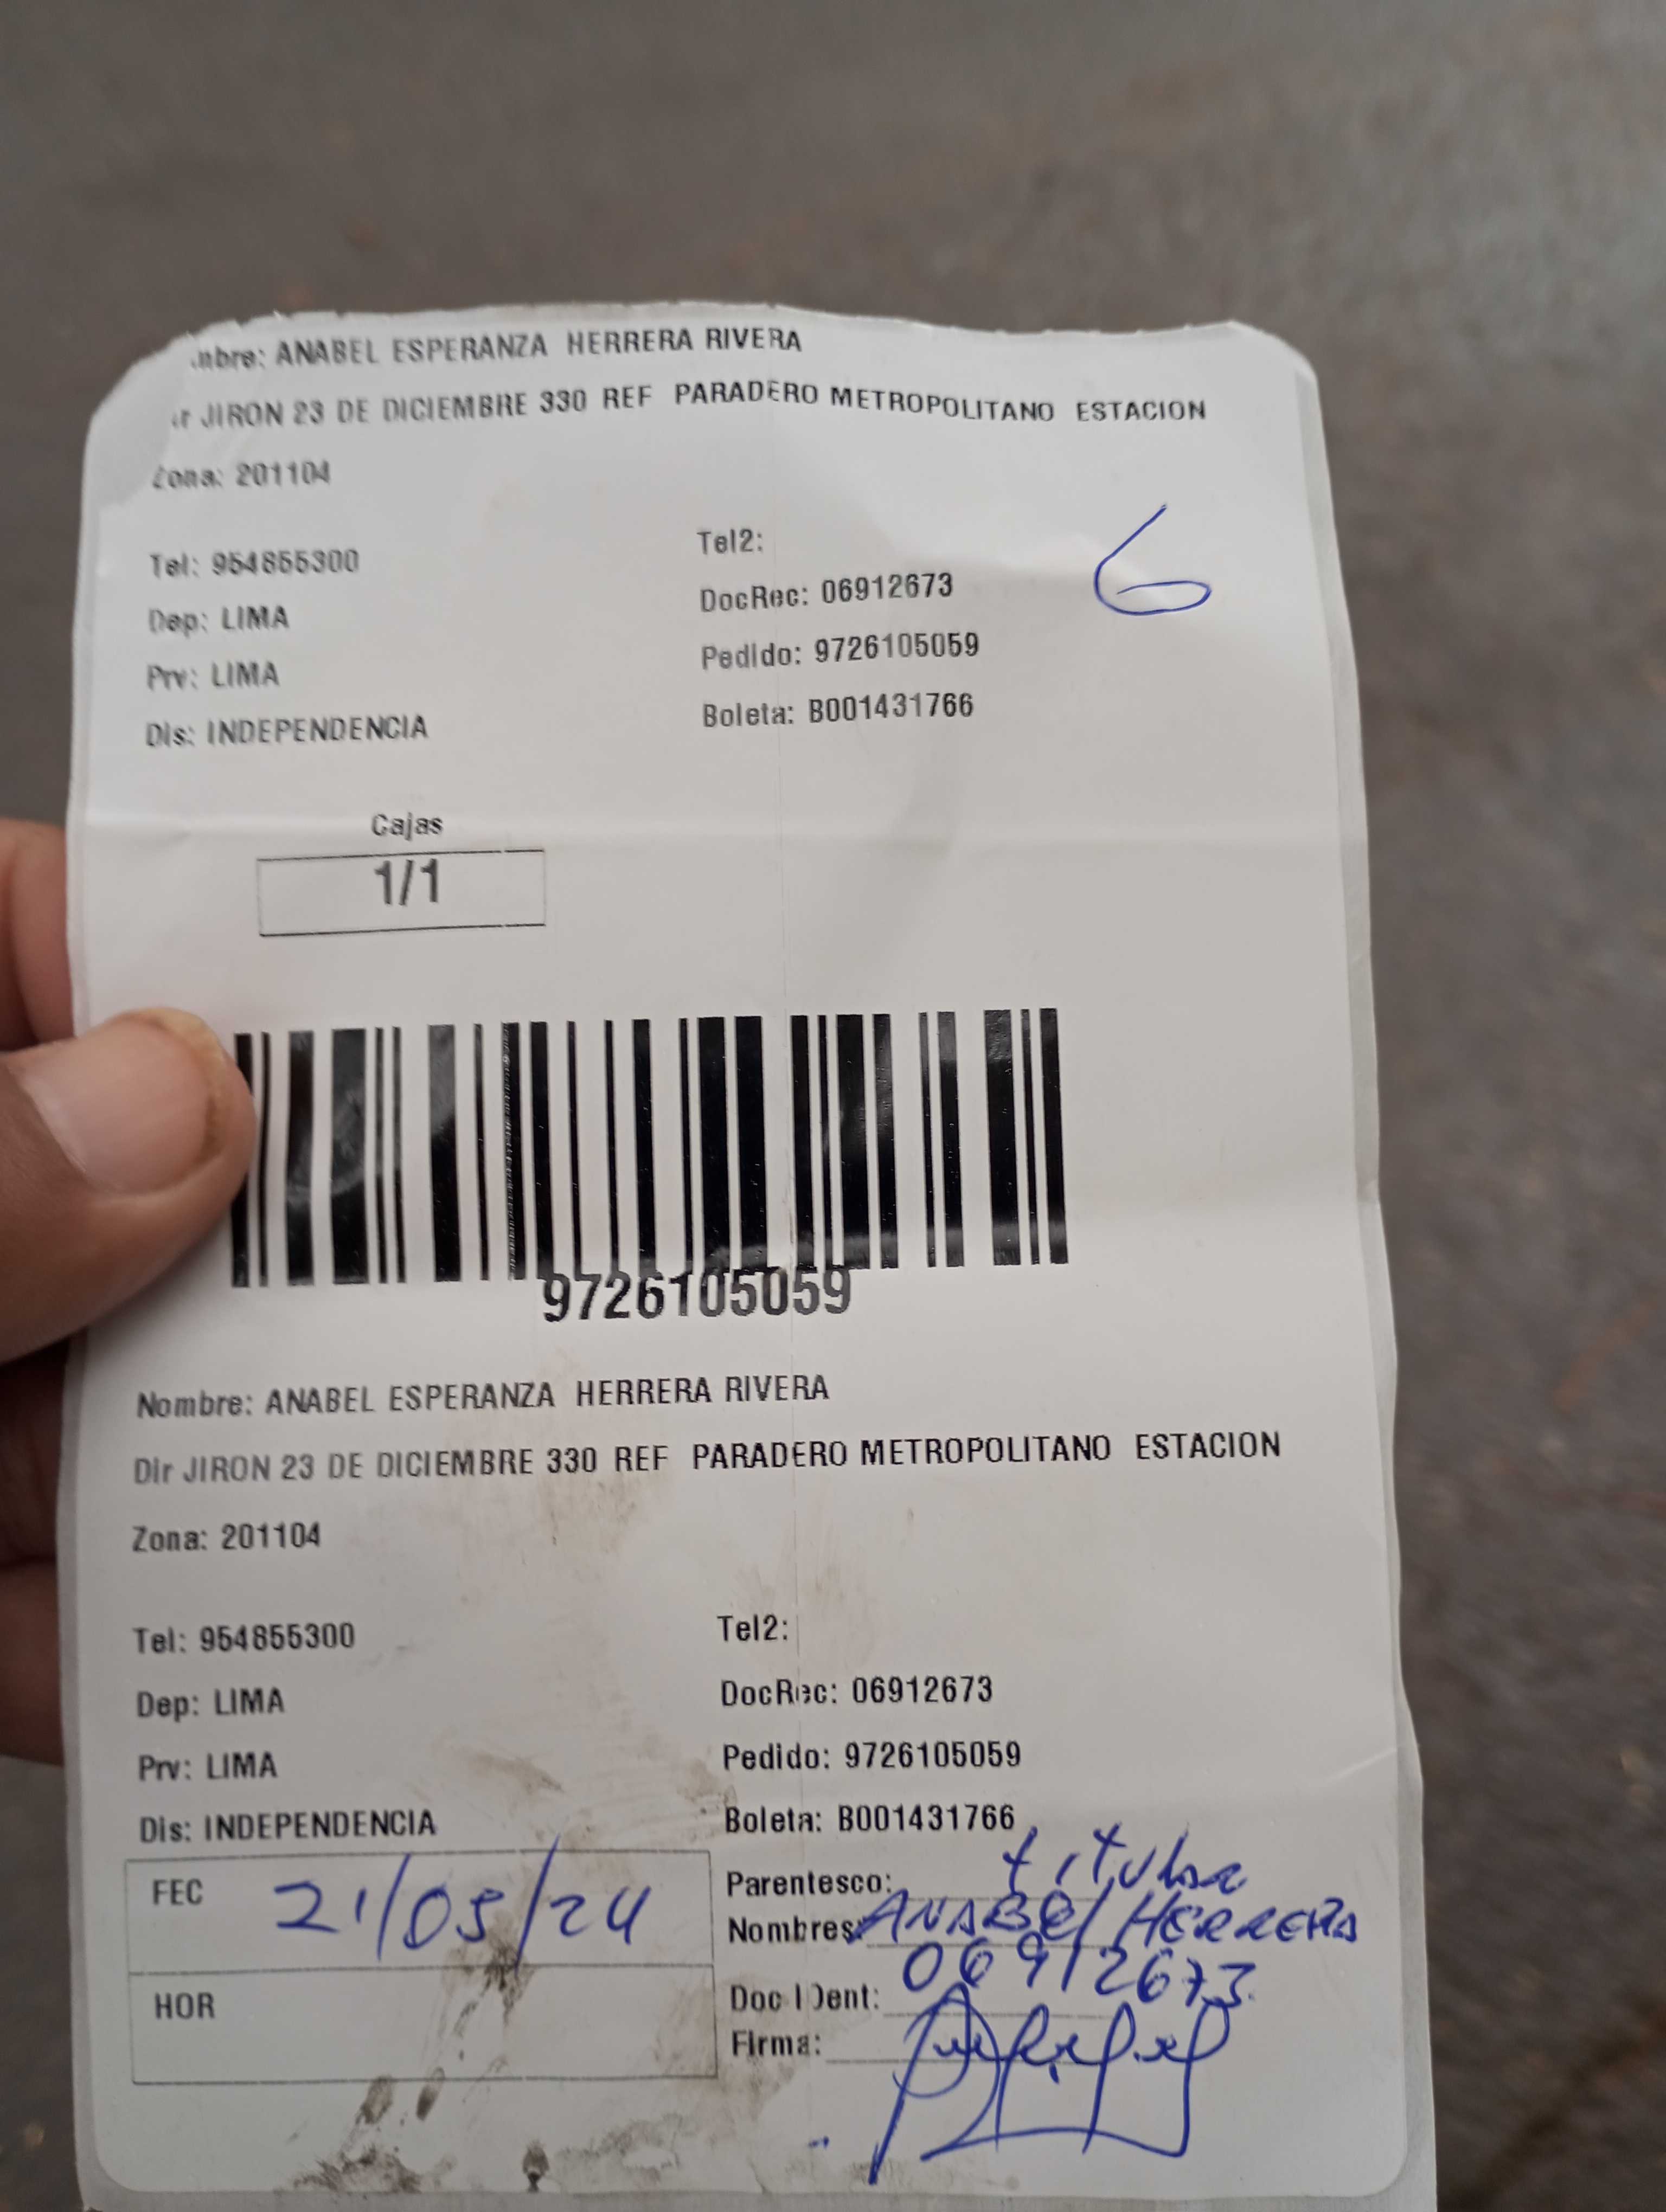 mbre: ANABEL ESPERANZA HERRERA RIVERA
ir JIRON 23 DE DICIEMBRE 330 REF PARADERO METROPOLITANO ESTACION
Zona: 201104
6
Tel: 954855300 Tel2:
Dep: LIMA DocRec: 06912673
Prv: LIMA Pedido: 9726105059
Dis: INDEPENDENCIA Boleta: B001431766
Cajas
1/1
9726105059
Nombre: ANABEL ESPERANZA HERRERA RIVERA
Dir JIRON 23 DE DICIEMBRE 330 REF PARADERO METROPOLITANO ESTACION
Zona: 201104
Tel: 954855300 Tel2:
Dep: LIMA DocRec: 06912673
Prv: LIMA Pedido: 9726105059
Dis: INDEPENDENCIA Boleta: B001431766
FEC 21/05/24
HOR
Parentesco: titular
Nombres: ANABEL HERRERA
Doc IDent: 06912673
Firma: